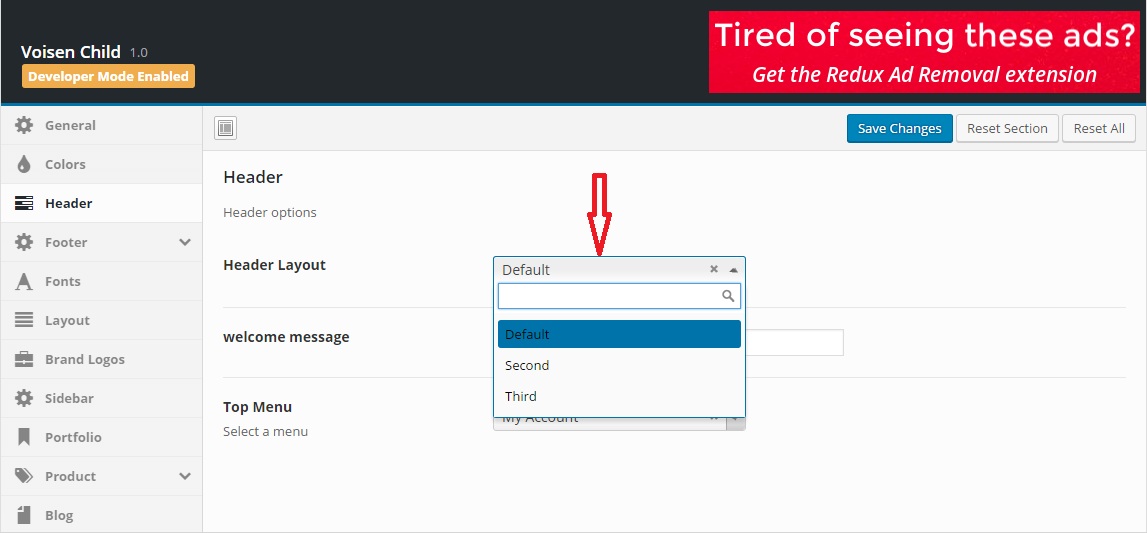 Tired of seeing these ads?
Get the Redux Ad Removal extension
Voisen Child 1.0
Developer Mode Enabled
General
Colors
Header
Footer
Fonts
Layout
Brand Logos
Sidebar
Portfolio
Product
Blog
Save Changes
Reset Section
Reset All
Header
Header options
Header Layout
Default
Default
Second
Third
welcome message
Top Menu
Select a menu
My Account